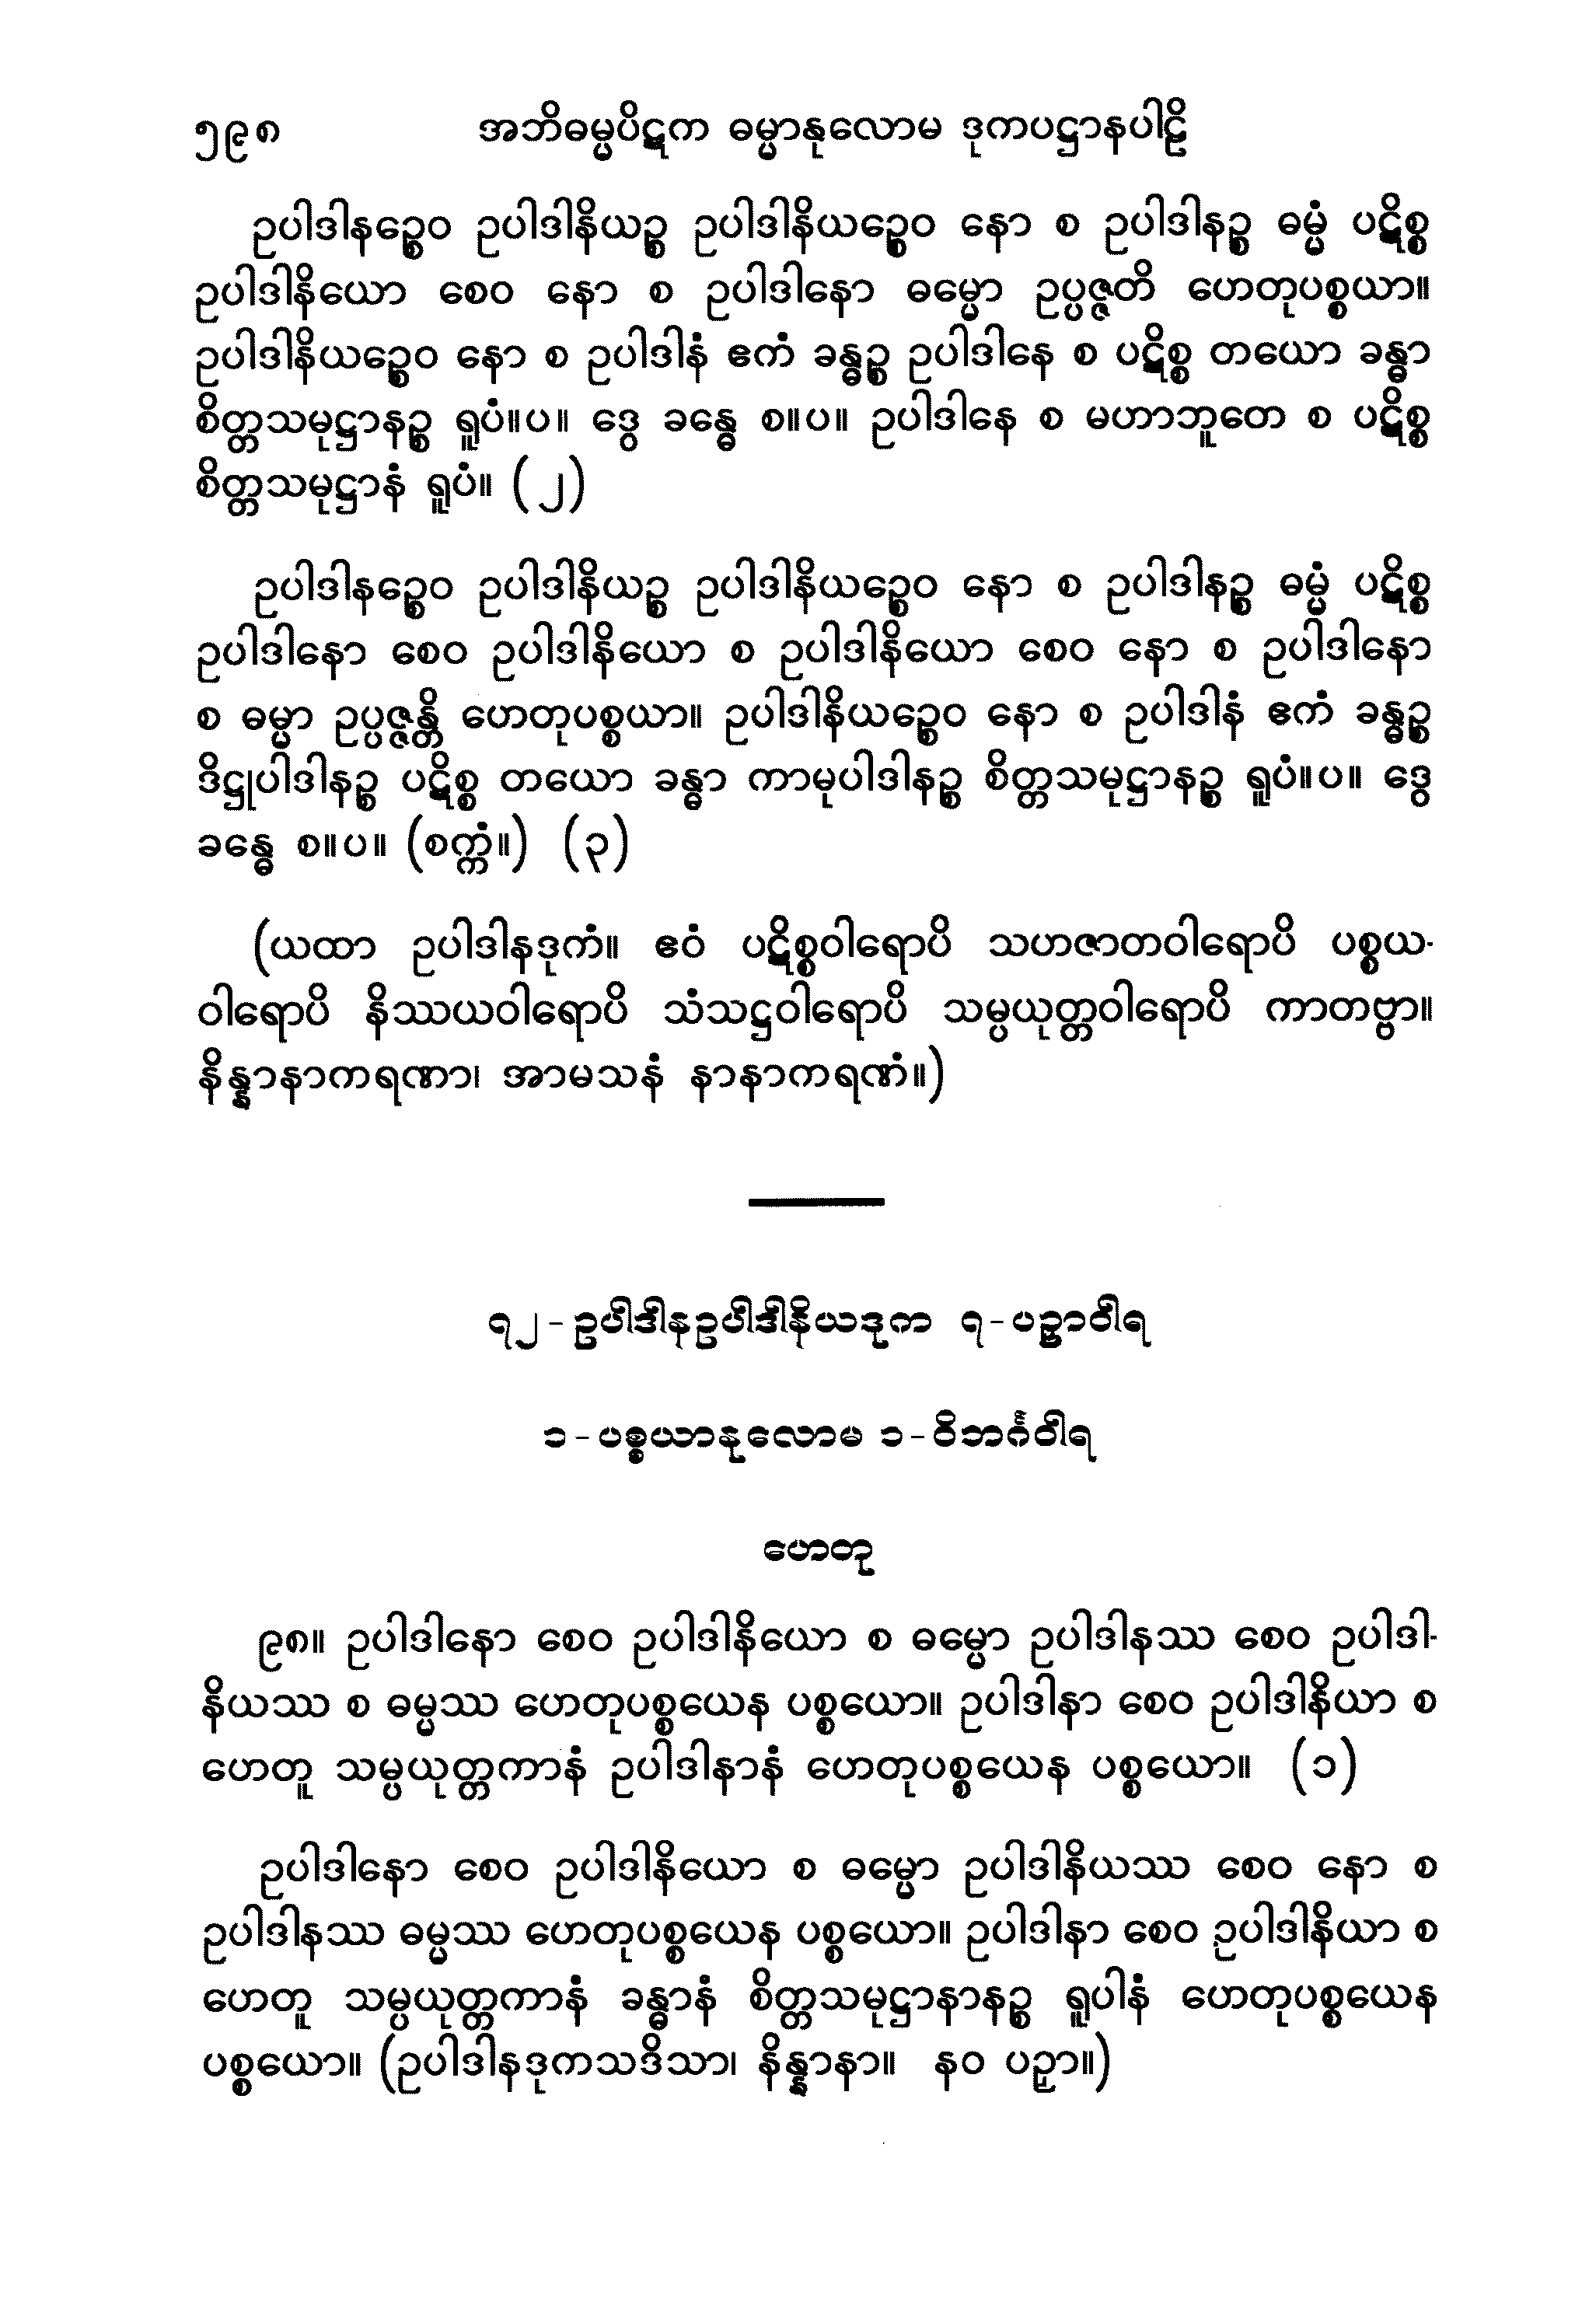 ၅၉၈ အဘိဓမ္မပိဋက ဓမ္မာနုလောမ ဒုကပဋ္ဌာနပါဠိ
ဥပါဒါနဉ္စေဝ ဥပါဒါနိယဉ္စ ဥပါဒါနိယဉ္စေဝ နော စ ဥပါဒါနဉ္စ ဓမ္မံ ပဋိစ္စ
ဥပါဒါနိယော စေဝ နော စ ဥပါဒါနော ဓမ္မော ဥပ္ပဇ္ဇတိ ဟေတုပစ္စယာ။
ဥပါဒါနိယဉ္စေဝ နော စ ဥပါဒါနံ ဧကံ ခန္ဓဉ္စ ဥပါဒါနေ စ ပဋိစ္စ တယော ခန္ဓာ
စိတ္တသမုဋ္ဌာနဉ္စ ရူပံ။ပ။ ဒွေ ခန္ဓေ စ။ပ။ ဥပါဒါနေ စ မဟာဘူတေ စ ပဋိစ္စ
စိတ္တသမုဋ္ဌာနံ ရူပံ။ (၂)
ဥပါဒါနဉ္စေဝ ဥပါဒါနိယဉ္စ ဥပါဒါနိယဉ္စေဝ နော စ ဥပါဒါနဉ္စ ဓမ္မံ ပဋိစ္စ
ဥပါဒါနော စေဝ ဥပါဒါနိယော စ ဥပါဒါနိယော စေဝ နော စ ဥပါဒါနော
စ ဓမ္မာ ဥပ္ပဇ္ဇန္တိ ဟေတုပစ္စယာ။ ဥပါဒါနိယဉ္စေဝ နော စ ဥပါဒါနံ ဧကံ ခန္ဓဉ္စ
ဒိဋ္ဌုပါဒါနဉ္စ ပဋိစ္စ တယော ခန္ဓာ ကာမုပါဒါနဉ္စ စိတ္တသမုဋ္ဌာနဉ္စ ရူပံ။ပ။ ဒွေ
ခန္ဓေ စ။ပ။ (စက္ကံ။) (၃)
(ယထာ ဥပါဒါနဒုကံ။ ဧဝံ ပဋိစ္စဝါရောပိ သဟဇာတဝါရောပိ ပစ္စယ-
ဝါရောပိ နိဿယဝါရောပိ သံသဋ္ဌဝါရောပိ သမ္ပယုတ္တဝါရောပိ ကာတဗ္ဗာ။
နိန္နာနာကရဏာ၊ အာမသနံ နာနာကရဏံ။)
၇၂-ဥပါဒါနဥပါဒါနိယဒုက ၇-ပဉှာဝါရ
၁-ပစ္စယာနုလောမ ၁-ဝိဘင်္ဂဝါရ
ဟေတု
၉၈။ ဥပါဒါနော စေဝ ဥပါဒါနိယော စ ဓမ္မော ဥပါဒါနဿ စေဝ ဥပါဒါ-
နိယဿ စ ဓမ္မဿ ဟေတုပစ္စယေန ပစ္စယော။ ဥပါဒါနာ စေဝ ဥပါဒါနိယာ စ
ဟေတူ သမ္ပယုတ္တကာနံ ဥပါဒါနာနံ ဟေတုပစ္စယေန ပစ္စယော။ (၁)
ဥပါဒါနော စေဝ ဥပါဒါနိယော စ ဓမ္မော ဥပါဒါနိယဿ စေဝ နော စ
ဥပါဒါနဿ ဓမ္မဿ ဟေတုပစ္စယေန ပစ္စယော။ ဥပါဒါနာ စေဝ ဥပါဒါနိယာ စ
ဟေတူ သမ္ပယုတ္တကာနံ ခန္ဓာနံ စိတ္တသမုဋ္ဌာနာနဉ္စ ရူပါနံ ဟေတုပစ္စယေန
ပစ္စယော။ (ဥပါဒါနဒုကသဒိသာ၊ နိန္နာနာ။ နဝ ပဉှာ။)